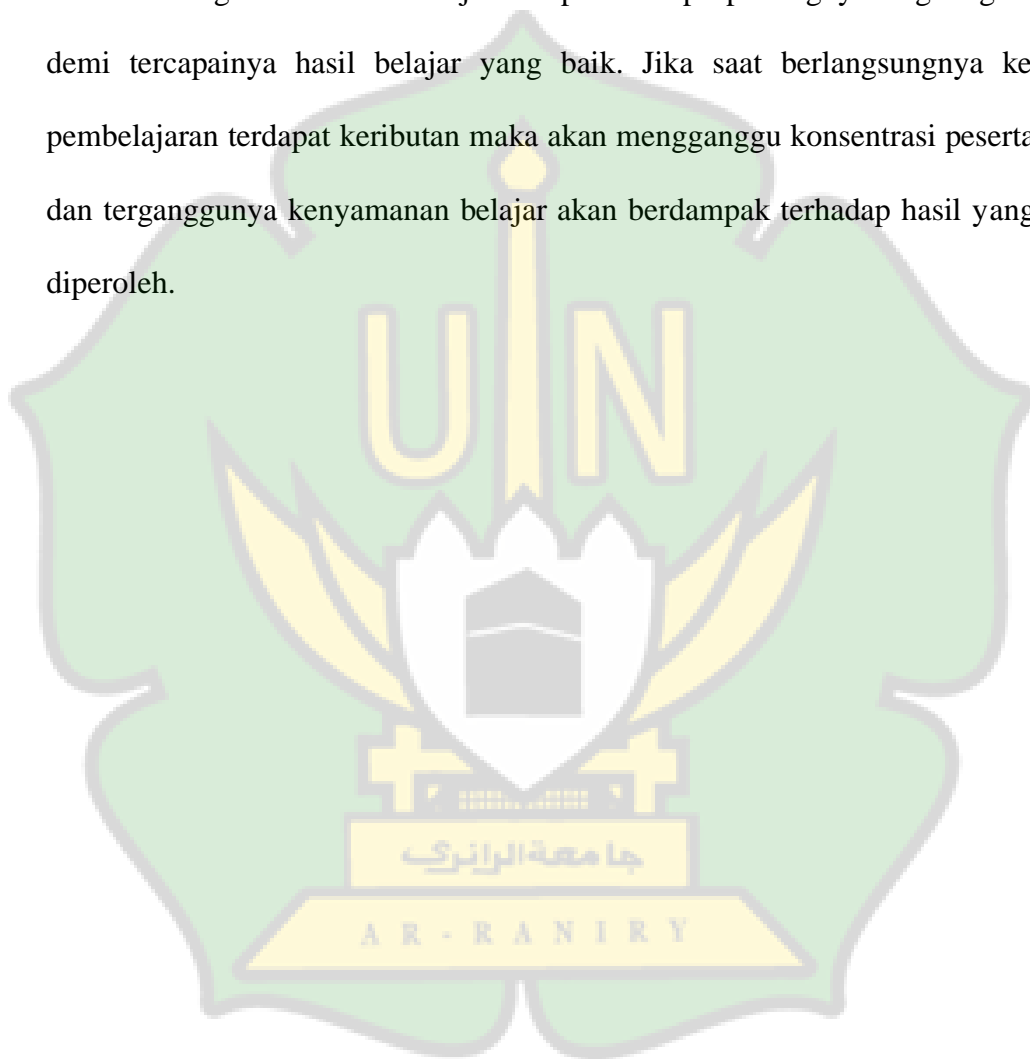 demi tercapainya hasil belajar yang baik. Jika saat berlangsungnya ke
pembelajaran terdapat keributan maka akan mengganggu konsentrasi peserta
dan terganggunya kenyamanan belajar akan berdampak terhadap hasil yang
diperoleh.
UIN
جامعة الرانري
AR-RANIRY